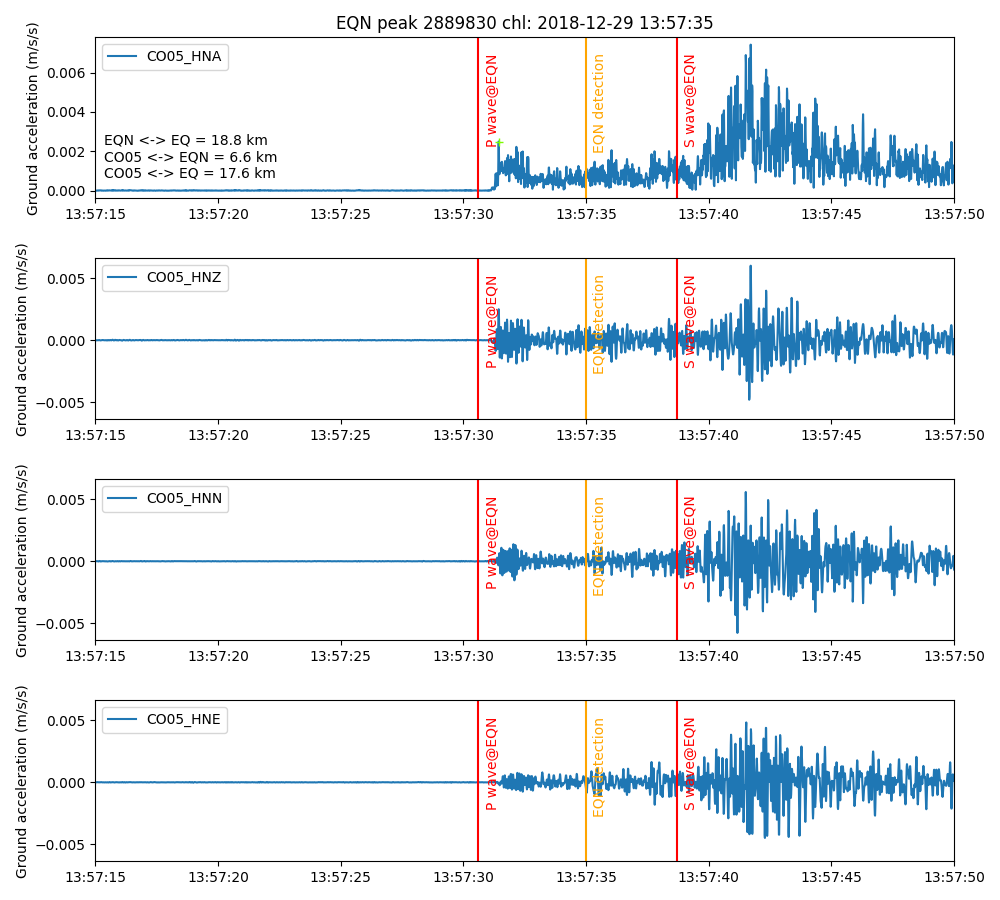 EQN peak 2889830 chl: 2018-12-29 13:57:35
Ground acceleration (m/s/s)
0.006
0.004
0.002
0.000
CO05_HNA
EQN <-> EQ = 18.8 km
CO05 <-> EQN = 6.6 km
CO05 <-> EQ = 17.6 km
P wave@EQN
EQN detection
S wave@EQN
13:57:15 13:57:20 13:57:25 13:57:30 13:57:35 13:57:40 13:57:45 13:57:50
Ground acceleration (m/s/s)
0.005
0.000
−0.005
CO05_HNZ
P wave@EQN
EQN detection
S wave@EQN
13:57:15 13:57:20 13:57:25 13:57:30 13:57:35 13:57:40 13:57:45 13:57:50
Ground acceleration (m/s/s)
0.005
0.000
−0.005
CO05_HNN
P wave@EQN
EQN detection
S wave@EQN
13:57:15 13:57:20 13:57:25 13:57:30 13:57:35 13:57:40 13:57:45 13:57:50
Ground acceleration (m/s/s)
0.005
0.000
−0.005
CO05_HNE
P wave@EQN
EQN detection
S wave@EQN
13:57:15 13:57:20 13:57:25 13:57:30 13:57:35 13:57:40 13:57:45 13:57:50